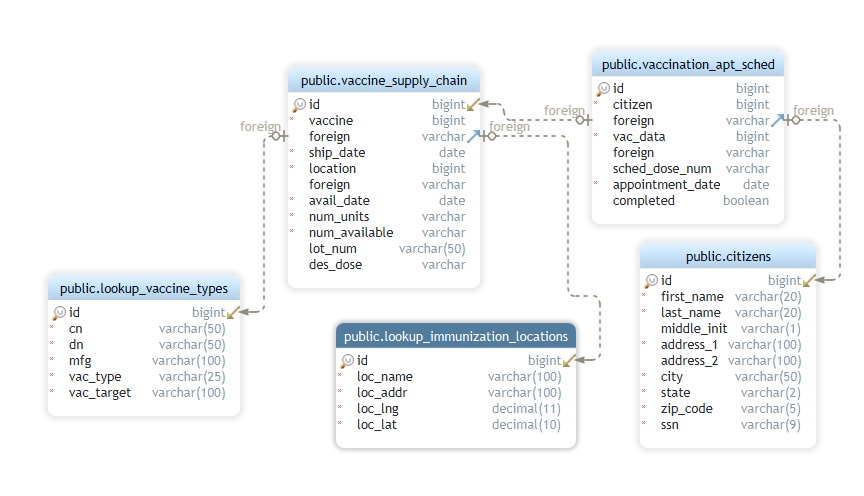 public.vaccine_supply_chain
id bigint
vaccine bigint
foreign varchar
ship_date date
location bigint
foreign varchar
avail_date date
num_units varchar
num_available varchar
lot_num varchar(50)
des_dose varchar
public.vaccination_apt_sched
id bigint
citizen bigint
foreign varchar
vac_data bigint
foreign varchar
sched_dose_num varchar
appointment_date date
completed boolean
foreign
foreign
foreign
foreign
public.citizens
id bigint
first_name varchar(20)
last_name varchar(20)
middle_init varchar(1)
address_1 varchar(100)
address_2 varchar(100)
city varchar(50)
state varchar(2)
zip_code varchar(5)
ssn varchar(9)
public.lookup_vaccine_types
id bigint
cn varchar(50)
dn varchar(50)
mfg varchar(100)
vac_type varchar(25)
vac_target varchar(100)
public.lookup_immunization_locations
id bigint
loc_name varchar(100)
loc_addr varchar(100)
loc_lng decimal(11)
loc_lat decimal(10)